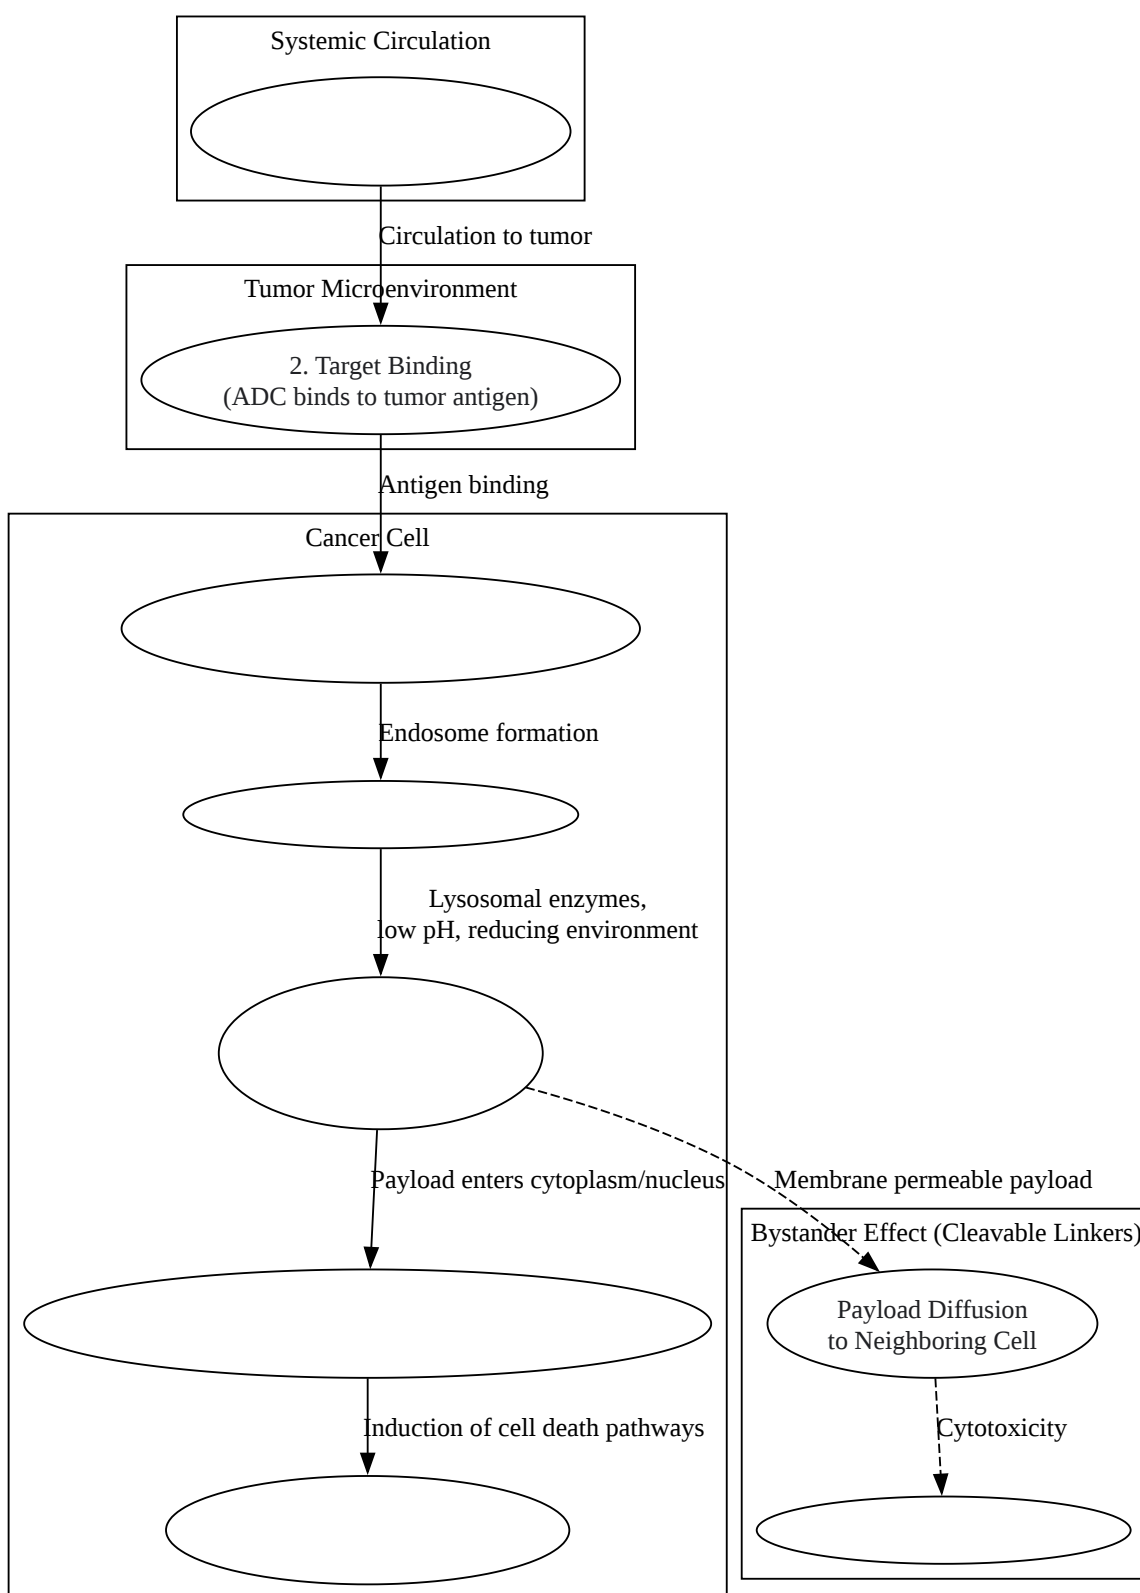 Systemic Circulation
Circulation to tumor
Tumor Microenvironment
2. Target Binding
(ADC binds to tumor antigen)
Antigen binding
Cancer Cell
Endosome formation
Lysosomal enzymes,
low pH, reducing environment
Payload enters cytoplasm/nucleus
Membrane permeable payload
Bystander Effect (Cleavable Linkers)
Payload Diffusion
to Neighboring Cell
Induction of cell death pathways
Cytotoxicity